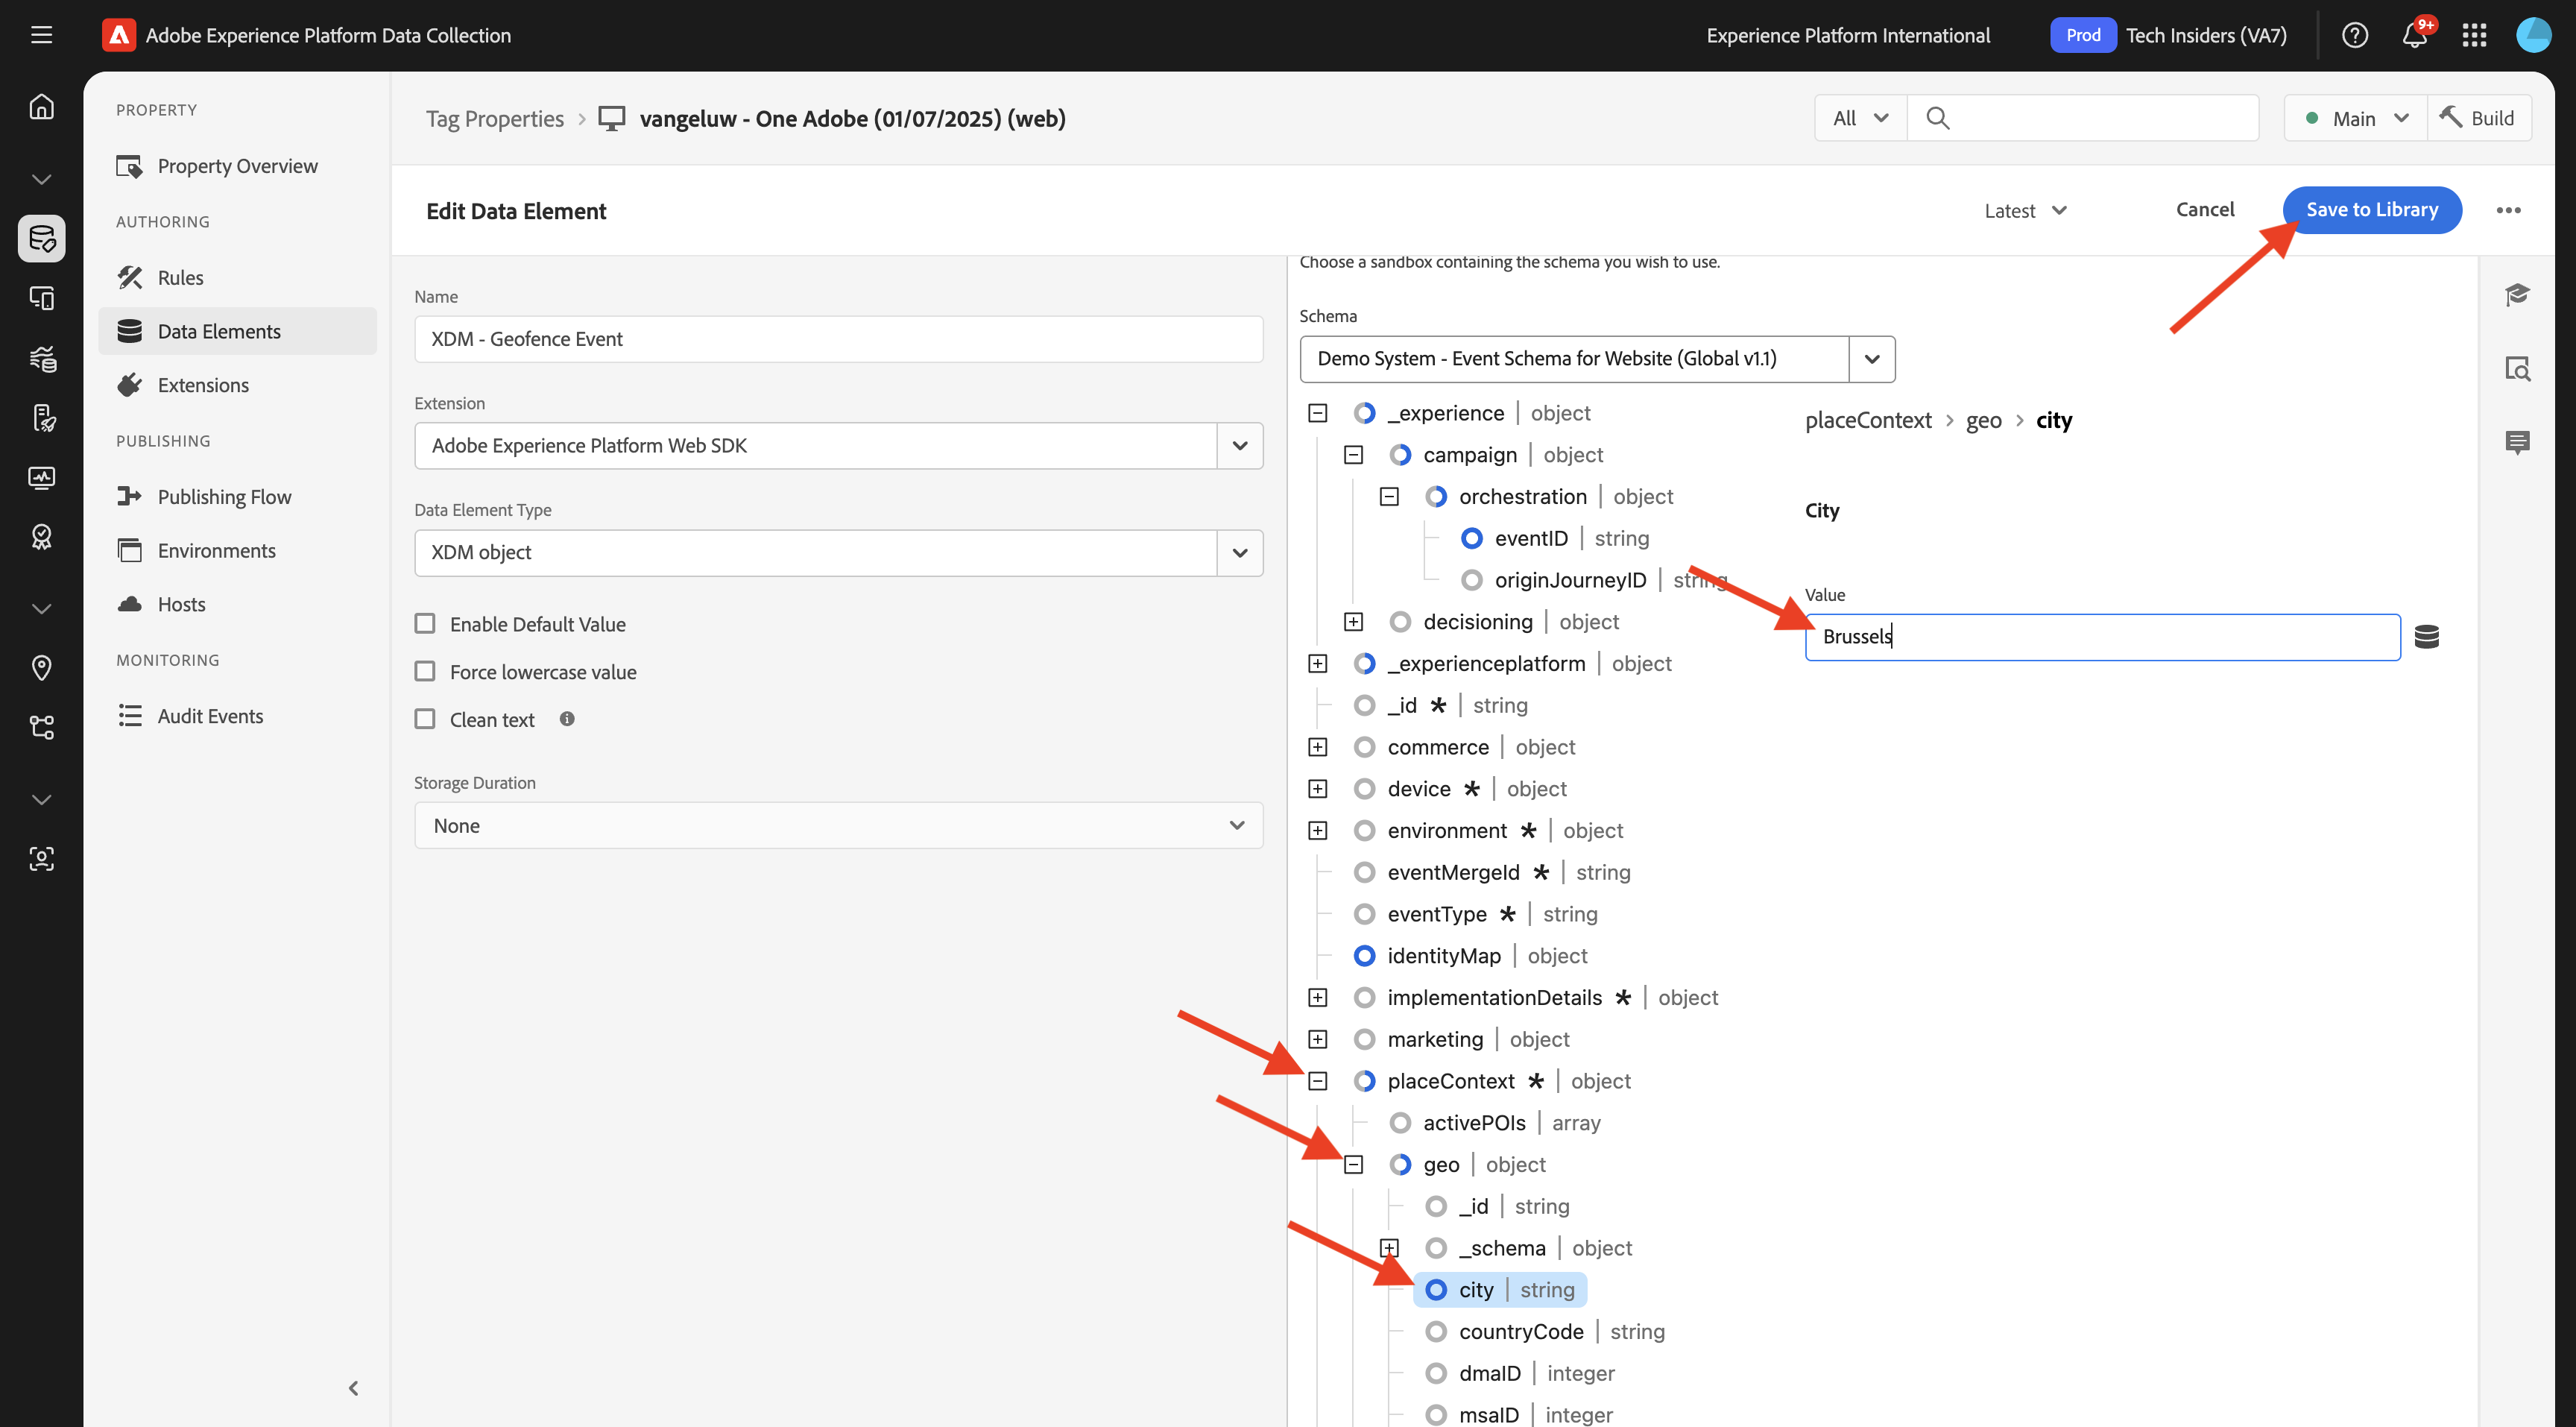 Adobe Experience Platform Data Collection
Experience Platform International
Prod
Tech Insiders (VA7)
9+
PROPERTY
Property Overview
AUTHORING
Rules
Data Elements
Extensions
PUBLISHING
Publishing Flow
Environments
Hosts
MONITORING
Audit Events
Tag Properties > vangeluw - One Adobe (01/07/2025) (web)
All
Main
Build
Edit Data Element
Latest
Cancel
Save to Library
Name
XDM - Geofence Event
Extension
Adobe Experience Platform Web SDK
Data Element Type
XDM object
Enable Default Value
Force lowercase value
Clean text
Storage Duration
None
Choose a sandbox containing the schema you wish to use.
Schema
Demo System - Event Schema for Website (Global v1.1)
_experience | object
campaign | object
orchestration | object
eventID | string
originJourneyID | string
decisioning | object
_experienceplatform | object
_id * | string
commerce | object
device * | object
environment * | object
eventMergeId * | string
eventType * | string
identityMap | object
implementationDetails * | object
marketing | object
placeContext * | object
activePOIs | array
geo | object
_id | string
_schema | object
city | string
countryCode | string
dmaID | integer
msaID | integer
placeContext > geo > city
City
Value
Brussels